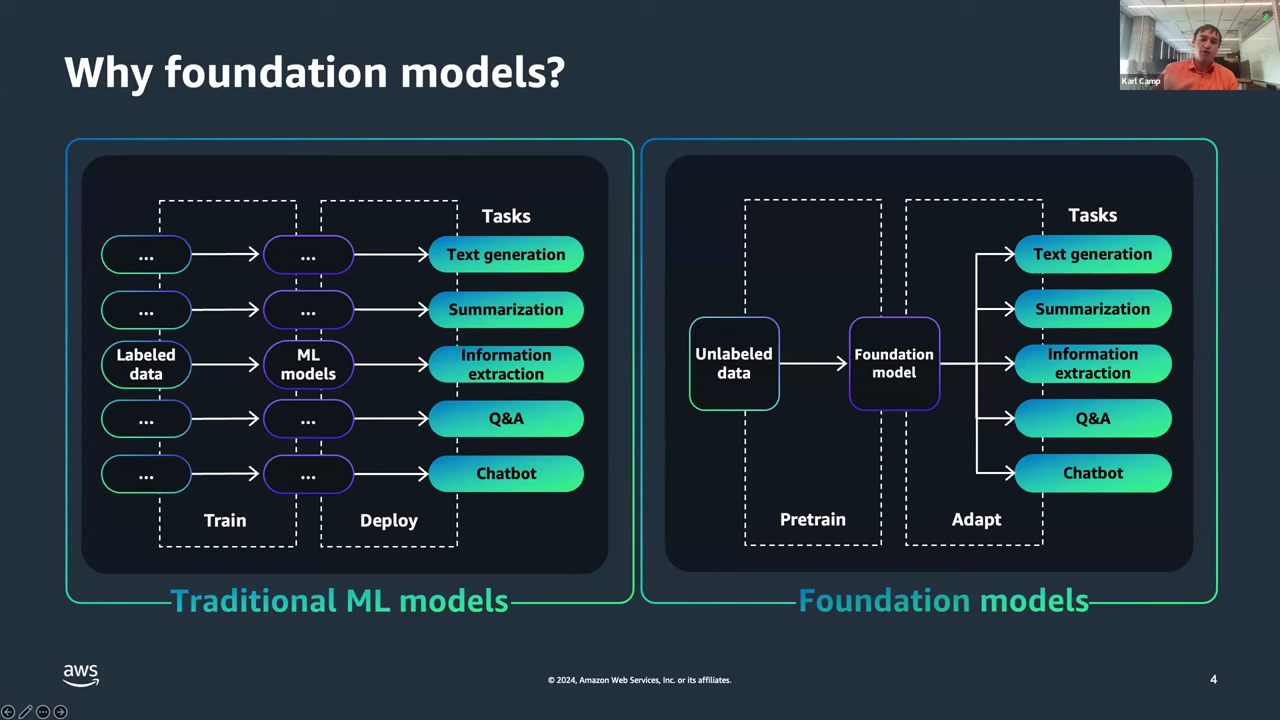 Why foundation models?
Karl Camp
Tasks
...
...
Text generation
...
...
Summarization
Labeled
data
ML
models
Information
extraction
...
...
Q&A
...
...
Chatbot
Train
Deploy
Traditional ML models
Tasks
Text generation
Summarization
Unlabeled
data
Foundation
model
Information
extraction
Q&A
Chatbot
Pretrain
Adapt
Foundation models
aws
© 2024, Amazon Web Services, Inc. or its affiliates.
4